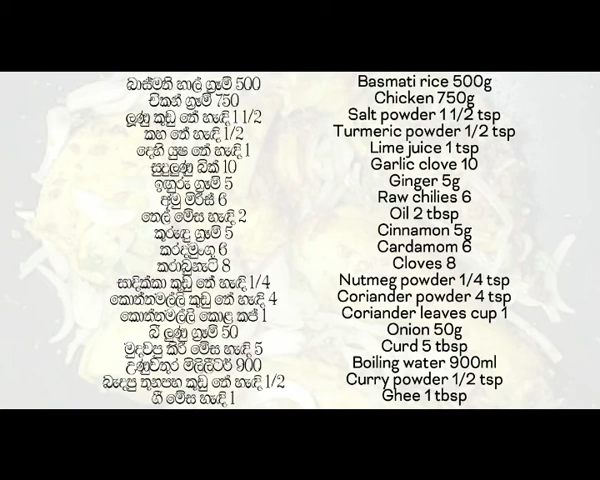 බාස්මති හාල් ග්‍රෑම් 500
චිකන් ග්‍රෑම් 750
ලුණු කුඩු තේ හැඳි 1 1/2
කහ තේ හැඳි 1/2
දෙහි යුෂ තේ හැඳි 1
සුදුලූණු බික් 10
ඉඟුරු ග්‍රෑම් 5
අමු මිරිස් 6
තෙල් මේස හැඳි 2
කුරුඳු ග්‍රෑම් 5
කරදමුංගු 6
කරාබුනැටි 8
සාදික්කා කුඩු තේ හැඳි 1/4
කොත්තමල්ලි කුඩු තේ හැඳි 4
කොත්තමල්ලි කොළ කප් 1
බී ලූණු ග්‍රෑම් 50
මුදවපු කිරි මේස හැඳි 5
උණුවතුර මිලිලීටර් 900
බැදපු තුනපහ කුඩු තේ හැඳි 1/2
ගී මේස හැඳි 1
Basmati rice 500g
Chicken 750g
Salt powder 1 1/2 tsp
Turmeric powder 1/2 tsp
Lime juice 1 tsp
Garlic clove 10
Ginger 5g
Raw chilies 6
Oil 2 tbsp
Cinnamon 5g
Cardamom 6
Cloves 8
Nutmeg powder 1/4 tsp
Coriander powder 4 tsp
Coriander leaves cup 1
Onion 50g
Curd 5 tbsp
Boiling water 900ml
Curry powder 1/2 tsp
Ghee 1 tbsp